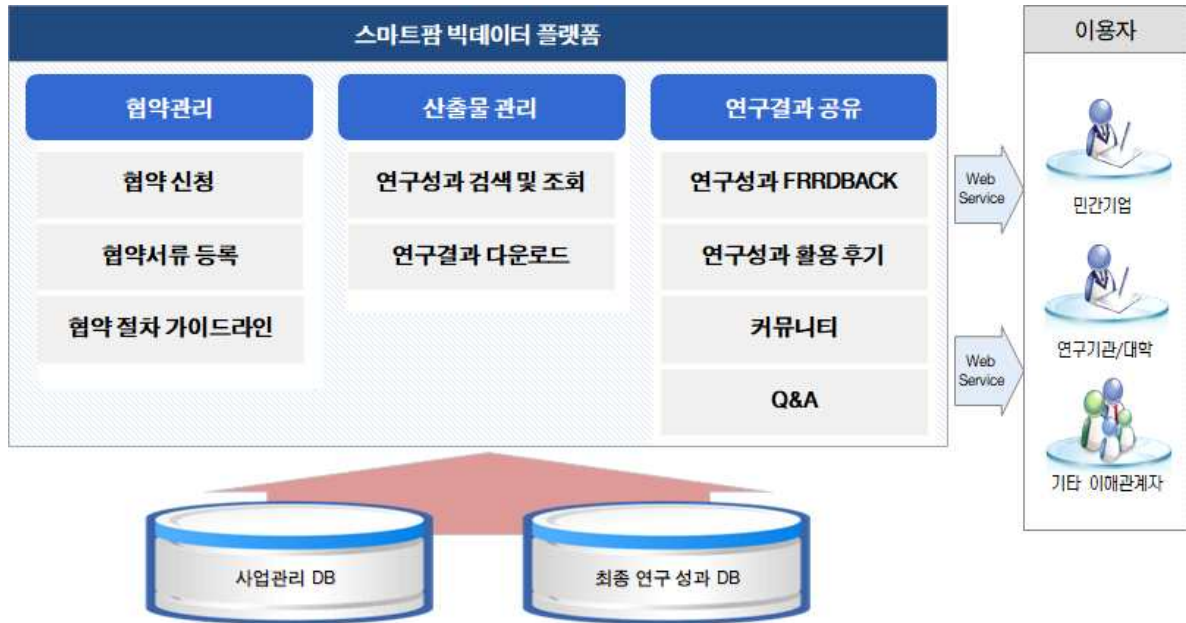 스마트팜 빅데이터 플랫폼
협약관리
협약 신청
협약서류 등록
협약 절차 가이드라인
산출물 관리
연구성과 검색 및 조회
연구결과 다운로드
연구결과 공유
연구성과 FRRDBACK
연구성과 활용 후기
커뮤니티
Q&A
Web
Service
Web
Service
이용자
민간기업
연구기관/대학
기타 이해관계자
사업관리 DB
최종 연구 성과 DB